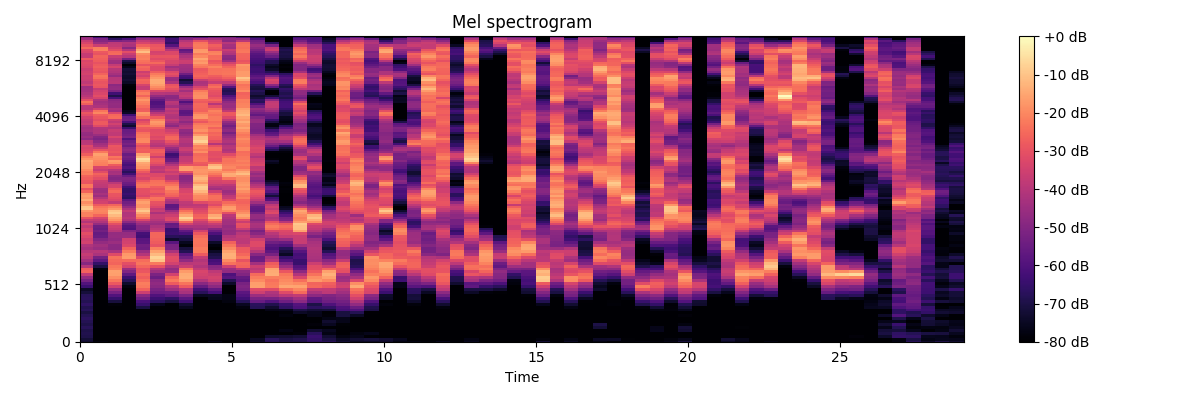 Mel spectrogram
+0 dB
8192
-10 dB
4096
-20 dB
-30 dB
Hz
2048
-40 dB
-50 dB
1024
-60 dB
512
-70 dB
0
-80 dB
0 5 10 15 20 25
Time